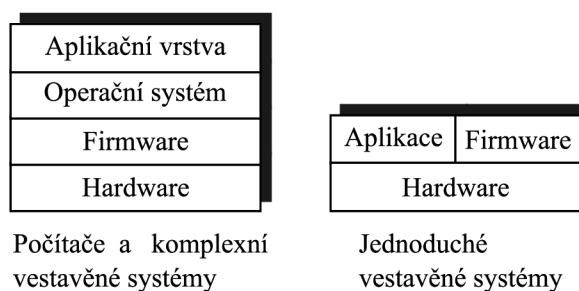 Aplikační vrstva
Operační systém
Firmware
Hardware
Počítače a komplexní
vestavěné systémy
Aplikace Firmware
Hardware
Jednoduché
vestavěné systémy